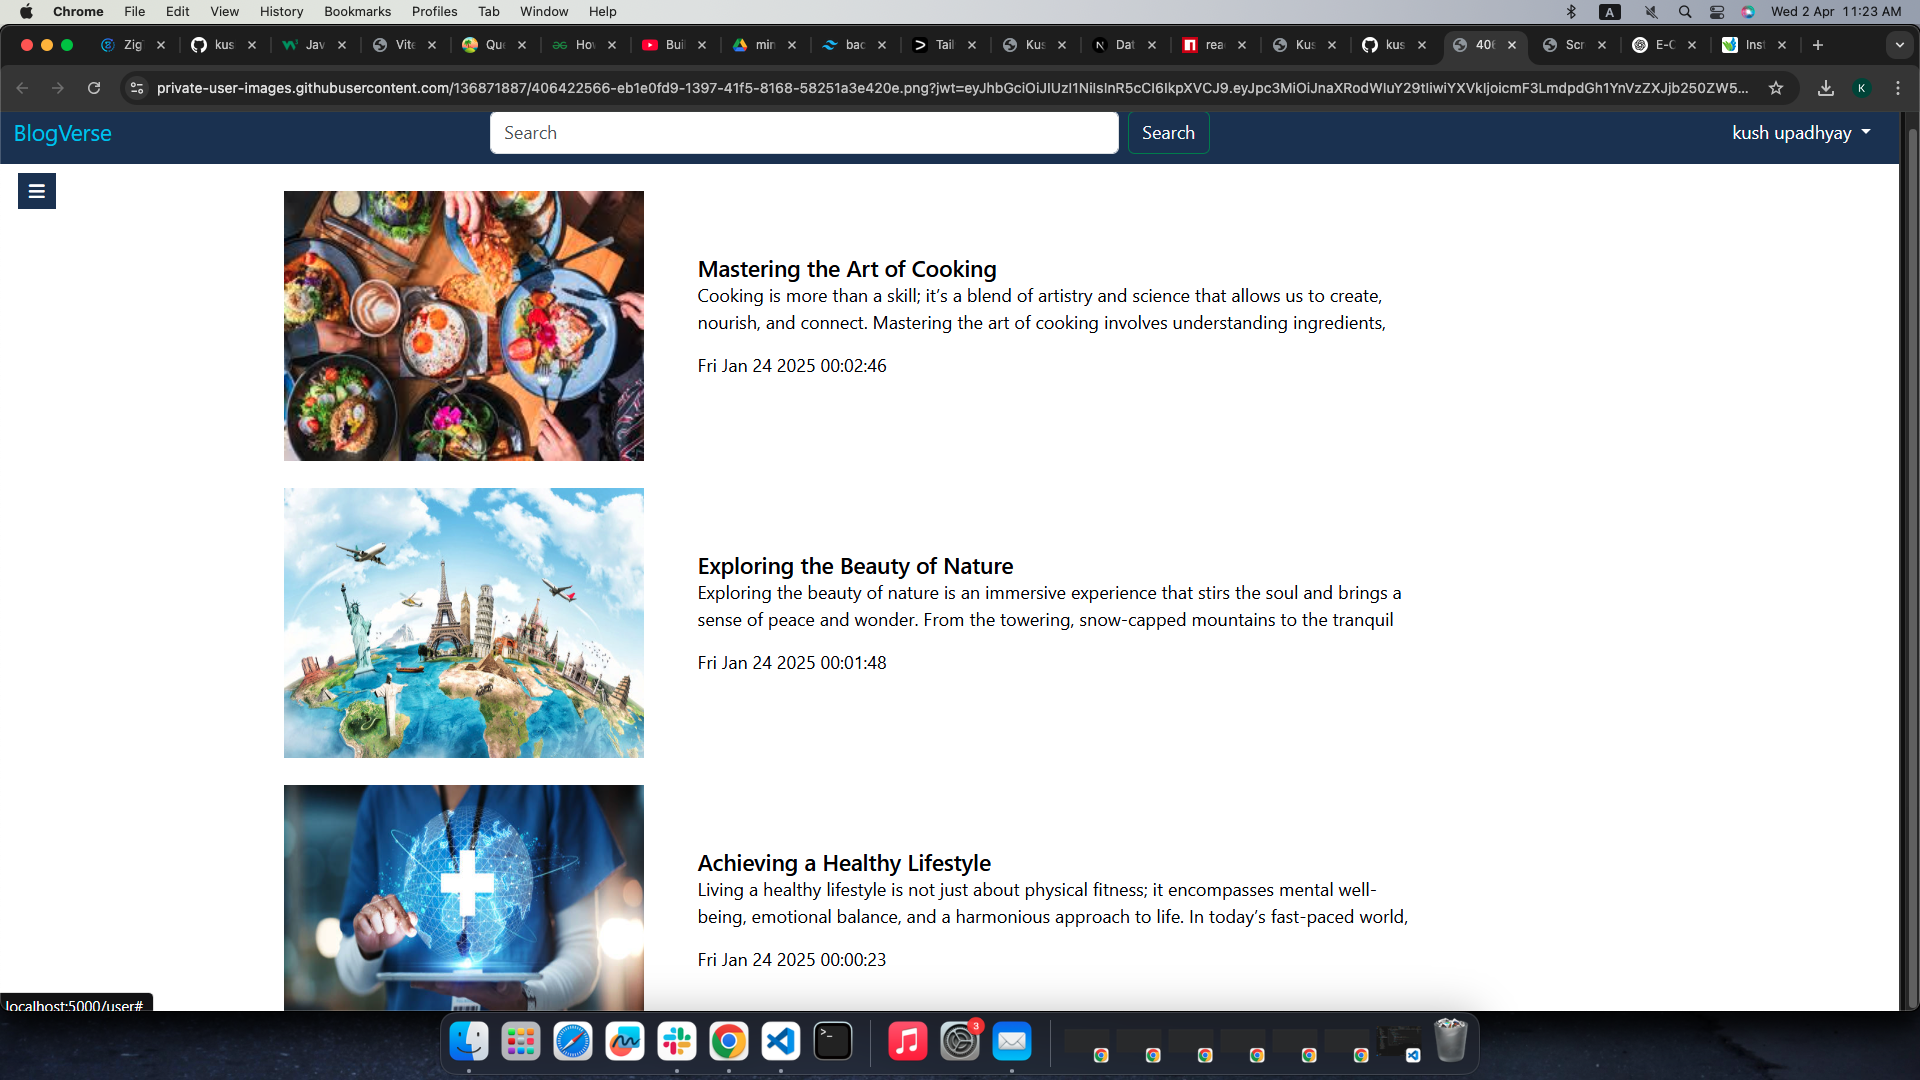 Chrome File Edit View History Bookmarks Profiles Tab Window Help
A Wed 2 Apr 11:23 AM
Zig kus Jav Vite Que Hov Bui min bac Tail Kus Dat rea Kus kus 406 Scr E-C Inst
private-user-images.githubusercontent.com/136871887/406422566-eb1e0fd9-1397-41f5-8168-58251a3e420e.png?jwt=eyJhbGciOiJIUzI1NiIsInR5cCI6IkpXVCJ9.eyJpc3MiOiJnaXRodWIuY29tIiwiYXVkIjoicmF3LmdpdGh1YnVzZXJjb250ZW5...
K
BlogVerse
Search
Search
kush upadhyay
Mastering the Art of Cooking
Cooking is more than a skill; it’s a blend of artistry and science that allows us to create,
nourish, and connect. Mastering the art of cooking involves understanding ingredients,
Fri Jan 24 2025 00:02:46
Exploring the Beauty of Nature
Exploring the beauty of nature is an immersive experience that stirs the soul and brings a
sense of peace and wonder. From the towering, snow-capped mountains to the tranquil
Fri Jan 24 2025 00:01:48
Achieving a Healthy Lifestyle
Living a healthy lifestyle is not just about physical fitness; it encompasses mental well-
being, emotional balance, and a harmonious approach to life. In today’s fast-paced world,
Fri Jan 24 2025 00:00:23
localhost:5000/user#
3